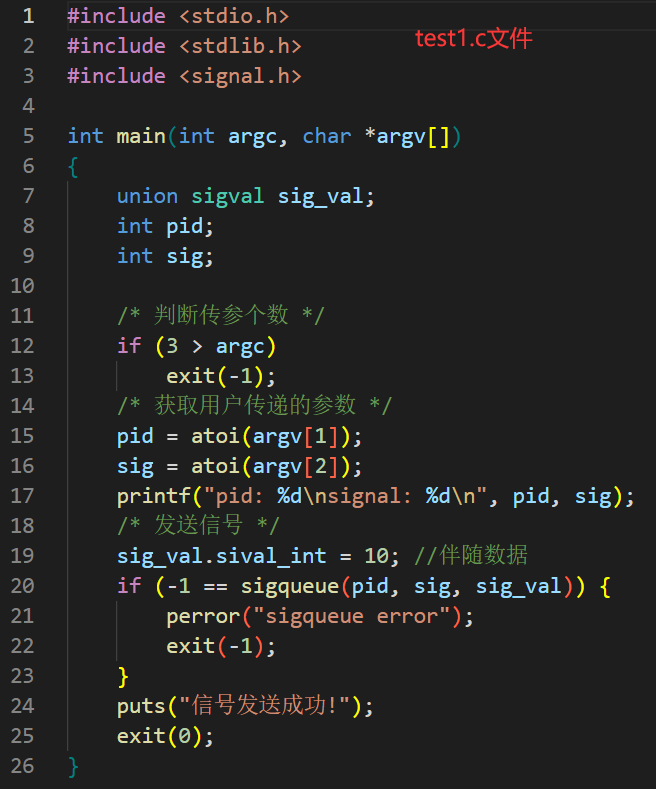 1 #include <stdio.h>
test1.c文件
2 #include <stdlib.h>
3 #include <signal.h>
4
5 int main(int argc, char *argv[])
6 {
7     union sigval sig_val;
8     int pid;
9     int sig;
10
11     /* 判断传参个数 */
12     if (3 > argc)
13         exit(-1);
14     /* 获取用户传递的参数 */
15     pid = atoi(argv[1]);
16     sig = atoi(argv[2]);
17     printf("pid: %d\nsignal: %d\n", pid, sig);
18     /* 发送信号 */
19     sig_val.sival_int = 10; //伴随数据
20     if (-1 == sigqueue(pid, sig, sig_val)) {
21         perror("sigqueue error");
22         exit(-1);
23     }
24     puts("信号发送成功!");
25     exit(0);
26 }